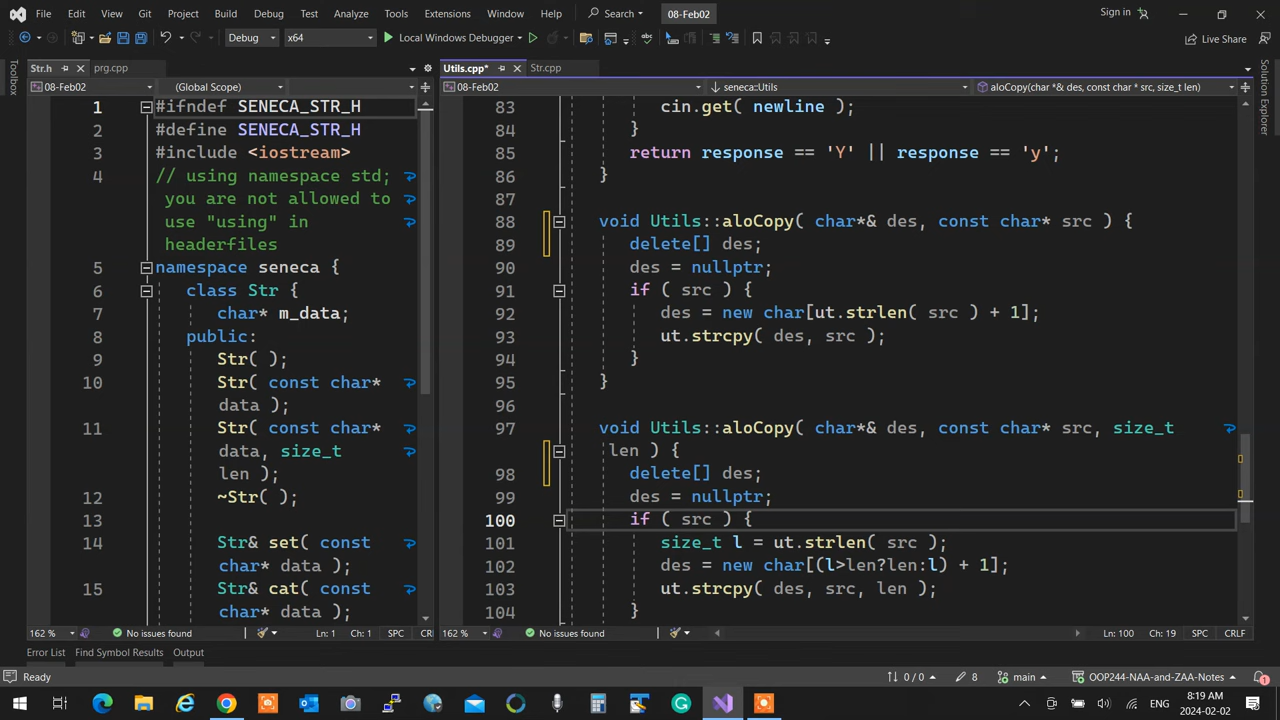 File Edit View Git Project Build Debug Test Analyze Tools Extensions Window Help Search 08-Feb02 Sign in
Debug x64 Local Windows Debugger Live Share
Toolbox
Str.h prg.cpp
08-Feb02 (Global Scope)
1 #ifndef SENECA_STR_H
2 #define SENECA_STR_H
3 #include <iostream>
4 // using namespace std;
you are not allowed to
use "using" in
headerfiles
5 namespace seneca {
6 class Str {
7 char* m_data;
8 public:
9 Str( );
10 Str( const char*
data );
11 Str( const char*
data, size_t
len );
12 ~Str( );
13
14 Str& set( const
char* data );
15 Str& cat( const
char* data );
162 % No issues found Ln: 1 Ch: 1 SPC CR
Utils.cpp* Str.cpp
08-Feb02 seneca::Utils aloCopy(char *& des, const char * src, size_t len)
83 cin.get( newline );
84 }
85 return response == 'Y' || response == 'y';
86 }
87
88 void Utils::aloCopy( char*& des, const char* src ) {
89 delete[] des;
90 des = nullptr;
91 if ( src ) {
92 des = new char[ut.strlen( src ) + 1];
93 ut.strcpy( des, src );
94 }
95 }
96
97 void Utils::aloCopy( char*& des, const char* src, size_t
len ) {
98 delete[] des;
99 des = nullptr;
100 if ( src ) {
101 size_t l = ut.strlen( src );
102 des = new char[(l>len?len:l) + 1];
103 ut.strcpy( des, src, len );
104 }
162 % No issues found Ln: 100 Ch: 19 SPC CRLF
Solution Explorer
Error List Find Symbol Results Output
Ready 0 / 0 8 main OOP244-NAA-and-ZAA-Notes 1
ENG 8:19 AM
2024-02-02